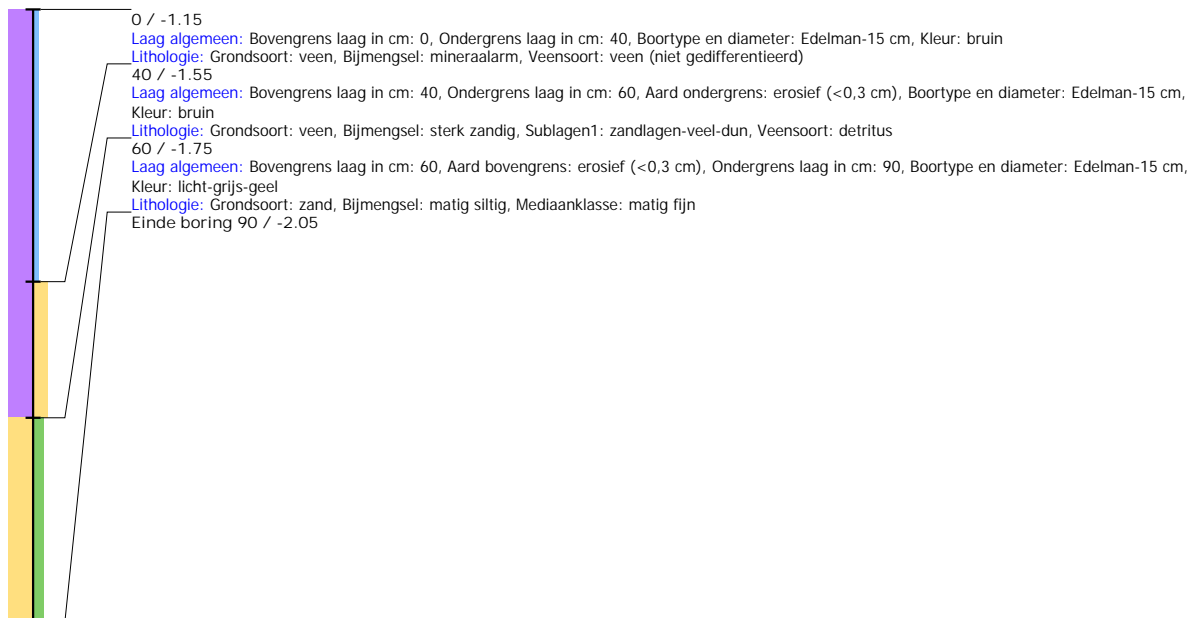 0 / -1.15
Laag algemeen: Bovengrens laag in cm: 0, Ondergrens laag in cm: 40, Boortype en diameter: Edelman-15 cm, Kleur: bruin
Lithologie: Grondsoort: veen, Bijmengsel: mineraalarm, Veensoort: veen (niet gedifferentieerd)
40 / -1.55
Laag algemeen: Bovengrens laag in cm: 40, Ondergrens laag in cm: 60, Aard ondergrens: erosief (<0,3 cm), Boortype en diameter: Edelman-15 cm,
Kleur: bruin
Lithologie: Grondsoort: veen, Bijmengsel: sterk zandig, Sublagen1: zandlagen-veel-dun, Veensoort: detritus
60 / -1.75
Laag algemeen: Bovengrens laag in cm: 60, Aard bovengrens: erosief (<0,3 cm), Ondergrens laag in cm: 90, Boortype en diameter: Edelman-15 cm,
Kleur: licht-grijs-geel
Lithologie: Grondsoort: zand, Bijmengsel: matig siltig, Mediaanklasse: matig fijn
Einde boring 90 / -2.05